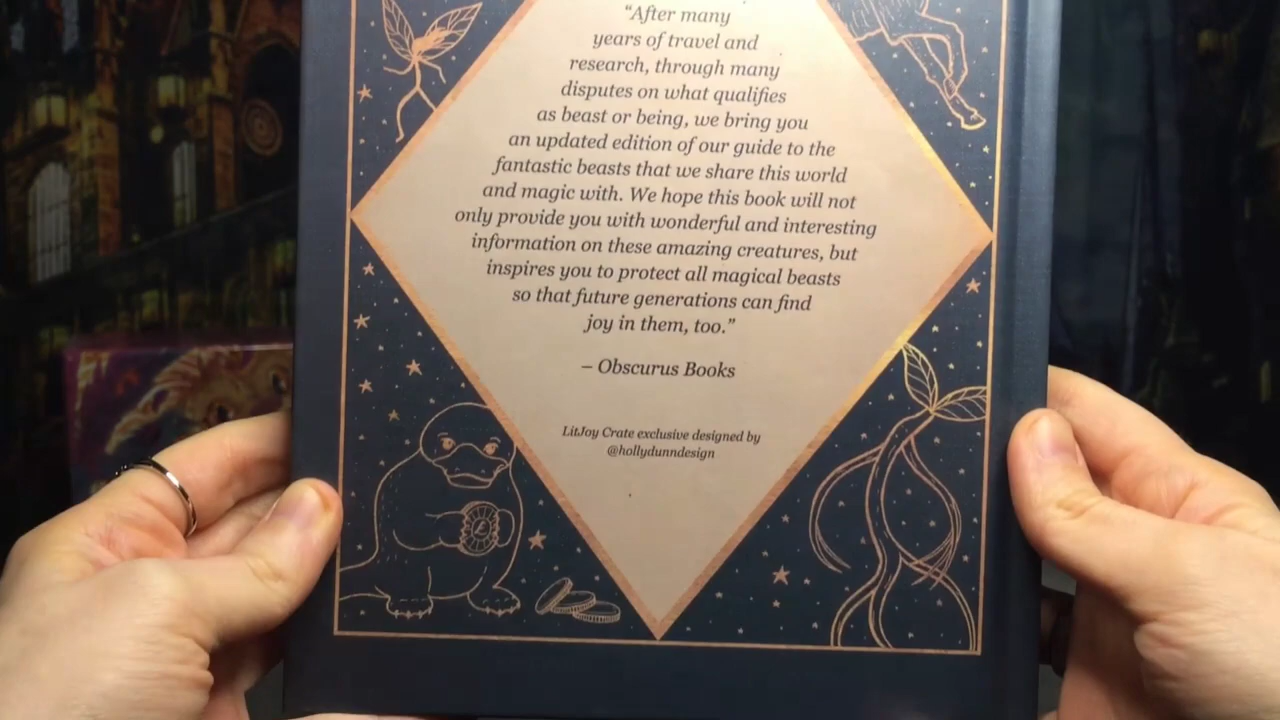 “After many
years of travel and
research, through many
disputes on what qualifies
as beast or being, we bring you
an updated edition of our guide to the
fantastic beasts that we share this world
and magic with. We hope this book will not
only provide you with wonderful and interesting
information on these amazing creatures, but
inspires you to protect all magical beasts
so that future generations can find
joy in them, too.”
– Obscurus Books
LitJoy Crate exclusive designed by
@hollydunndesign